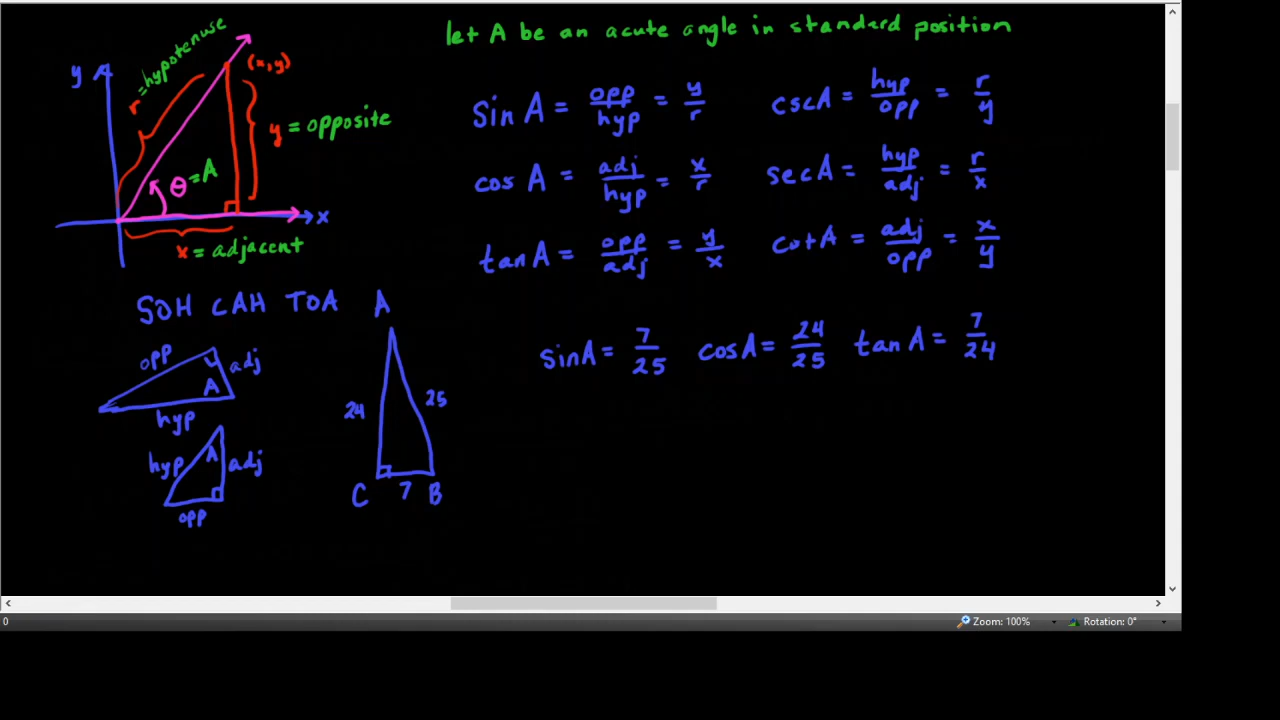 let A be an acute angle in standard position
y
r = hypotenuse
(x,y)
y = opposite
θ = A
x
x = adjacent
sin A = opp/hyp = y/r
csc A = hyp/opp = r/y
cos A = adj/hyp = x/r
sec A = hyp/adj = r/x
tan A = opp/adj = y/x
cot A = adj/opp = x/y
SOH CAH TOA
opp
adj
A
hyp
hyp
A
adj
opp
A
24
25
C
7
B
sin A = 7/25
cos A = 24/25
tan A = 7/24
0
Zoom: 100%
Rotation: 0°